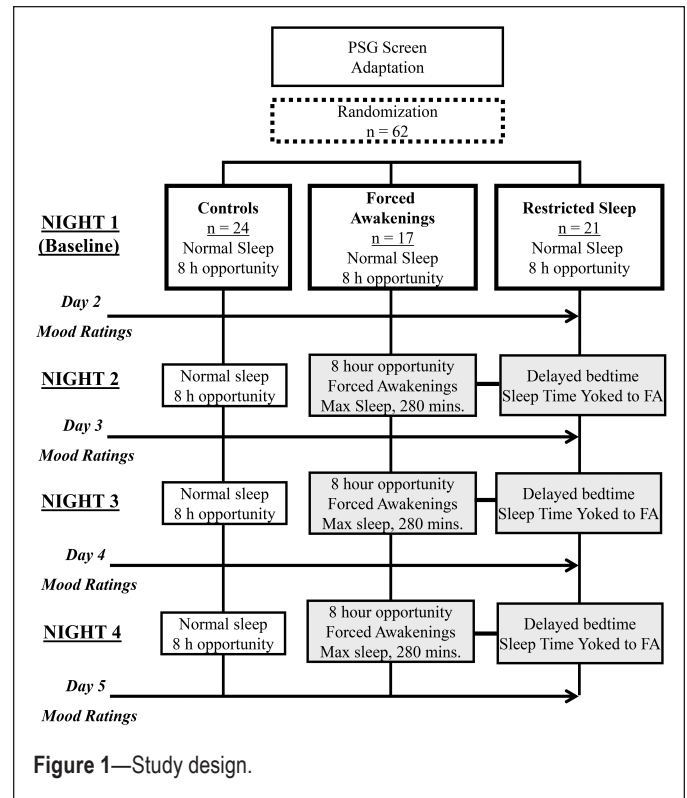 PSG Screen
Adaptation
Randomization
n = 62
NIGHT 1
(Baseline)
Controls
n = 24
Normal Sleep
8 h opportunity
Forced
Awakenings
n = 17
Normal Sleep
8h opportunity
Restricted Sleep
n = 21
Normal Sleep
8 h opportunity
Day 2
Mood Ratings
NIGHT 2
Normal sleep
8 h opportunity
8 hour opportunity
Forced Awakenings
Max Sleep, 280 mins.
Delayed bedtime
Sleep Time Yoked to FA
Day 3
Mood Ratings
NIGHT 3
Normal sleep
8 h opportunity
8 hour opportunity
Forced Awakenings
Max sleep, 280 mins.
Delayed bedtime
Sleep Time Yoked to FA
Day 4
Mood Ratings
NIGHT 4
Normal sleep
8 h opportunity
8 hour opportunity
Forced Awakenings
Max sleep, 280 mins.
Delayed bedtime
Sleep Time Yoked to FA
Day 5
Mood Ratings
Figure 1—Study design.